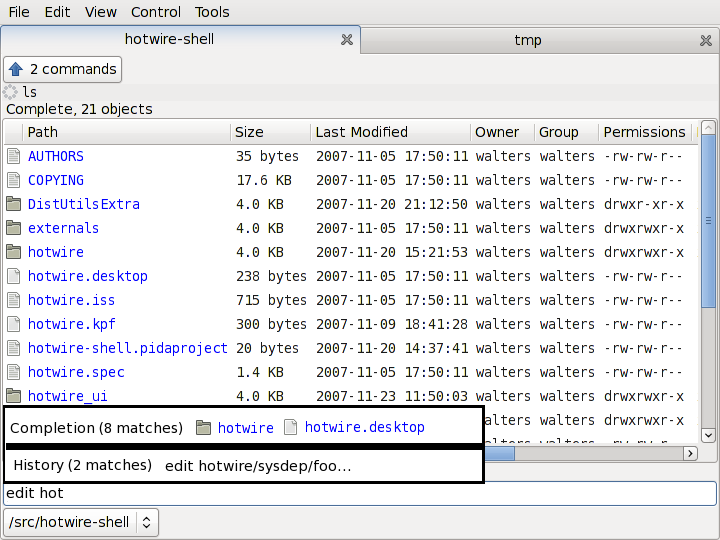 File Edit View Control Tools
hotwire-shell tmp
2 commands
ls
Complete, 21 objects
Path Size Last Modified Owner Group Permissions
AUTHORS 35 bytes 2007-11-05 17:50:11 walters walters -rw-rw-r--
COPYING 17.6 KB 2007-11-05 17:50:11 walters walters -rw-rw-r--
DistUtilsExtra 4.0 KB 2007-11-20 21:12:50 walters walters drwxr-xr-x
externals 4.0 KB 2007-11-05 17:50:11 walters walters drwxrwxr-x
hotwire 4.0 KB 2007-11-20 15:21:53 walters walters drwxrwxr-x
hotwire.desktop 238 bytes 2007-11-05 17:50:11 walters walters -rw-rw-r--
hotwire.iss 715 bytes 2007-11-05 17:50:11 walters walters -rw-rw-r--
hotwire.kpf 300 bytes 2007-11-09 18:41:28 walters walters -rw-rw-r--
hotwire-shell.pidaproject 20 bytes 2007-11-20 14:37:41 walters walters -rw-rw-r--
hotwire.spec 1.4 KB 2007-11-05 17:50:11 walters walters -rw-rw-r--
hotwire_ui 4.0 KB 2007-11-23 11:50:03 walters walters drwxrwxr-x
walters drwxrwxr-x
Completion (8 matches) hotwire hotwire.desktop
History (2 matches) edit hotwire/sysdep/foo...
edit hot
/src/hotwire-shell